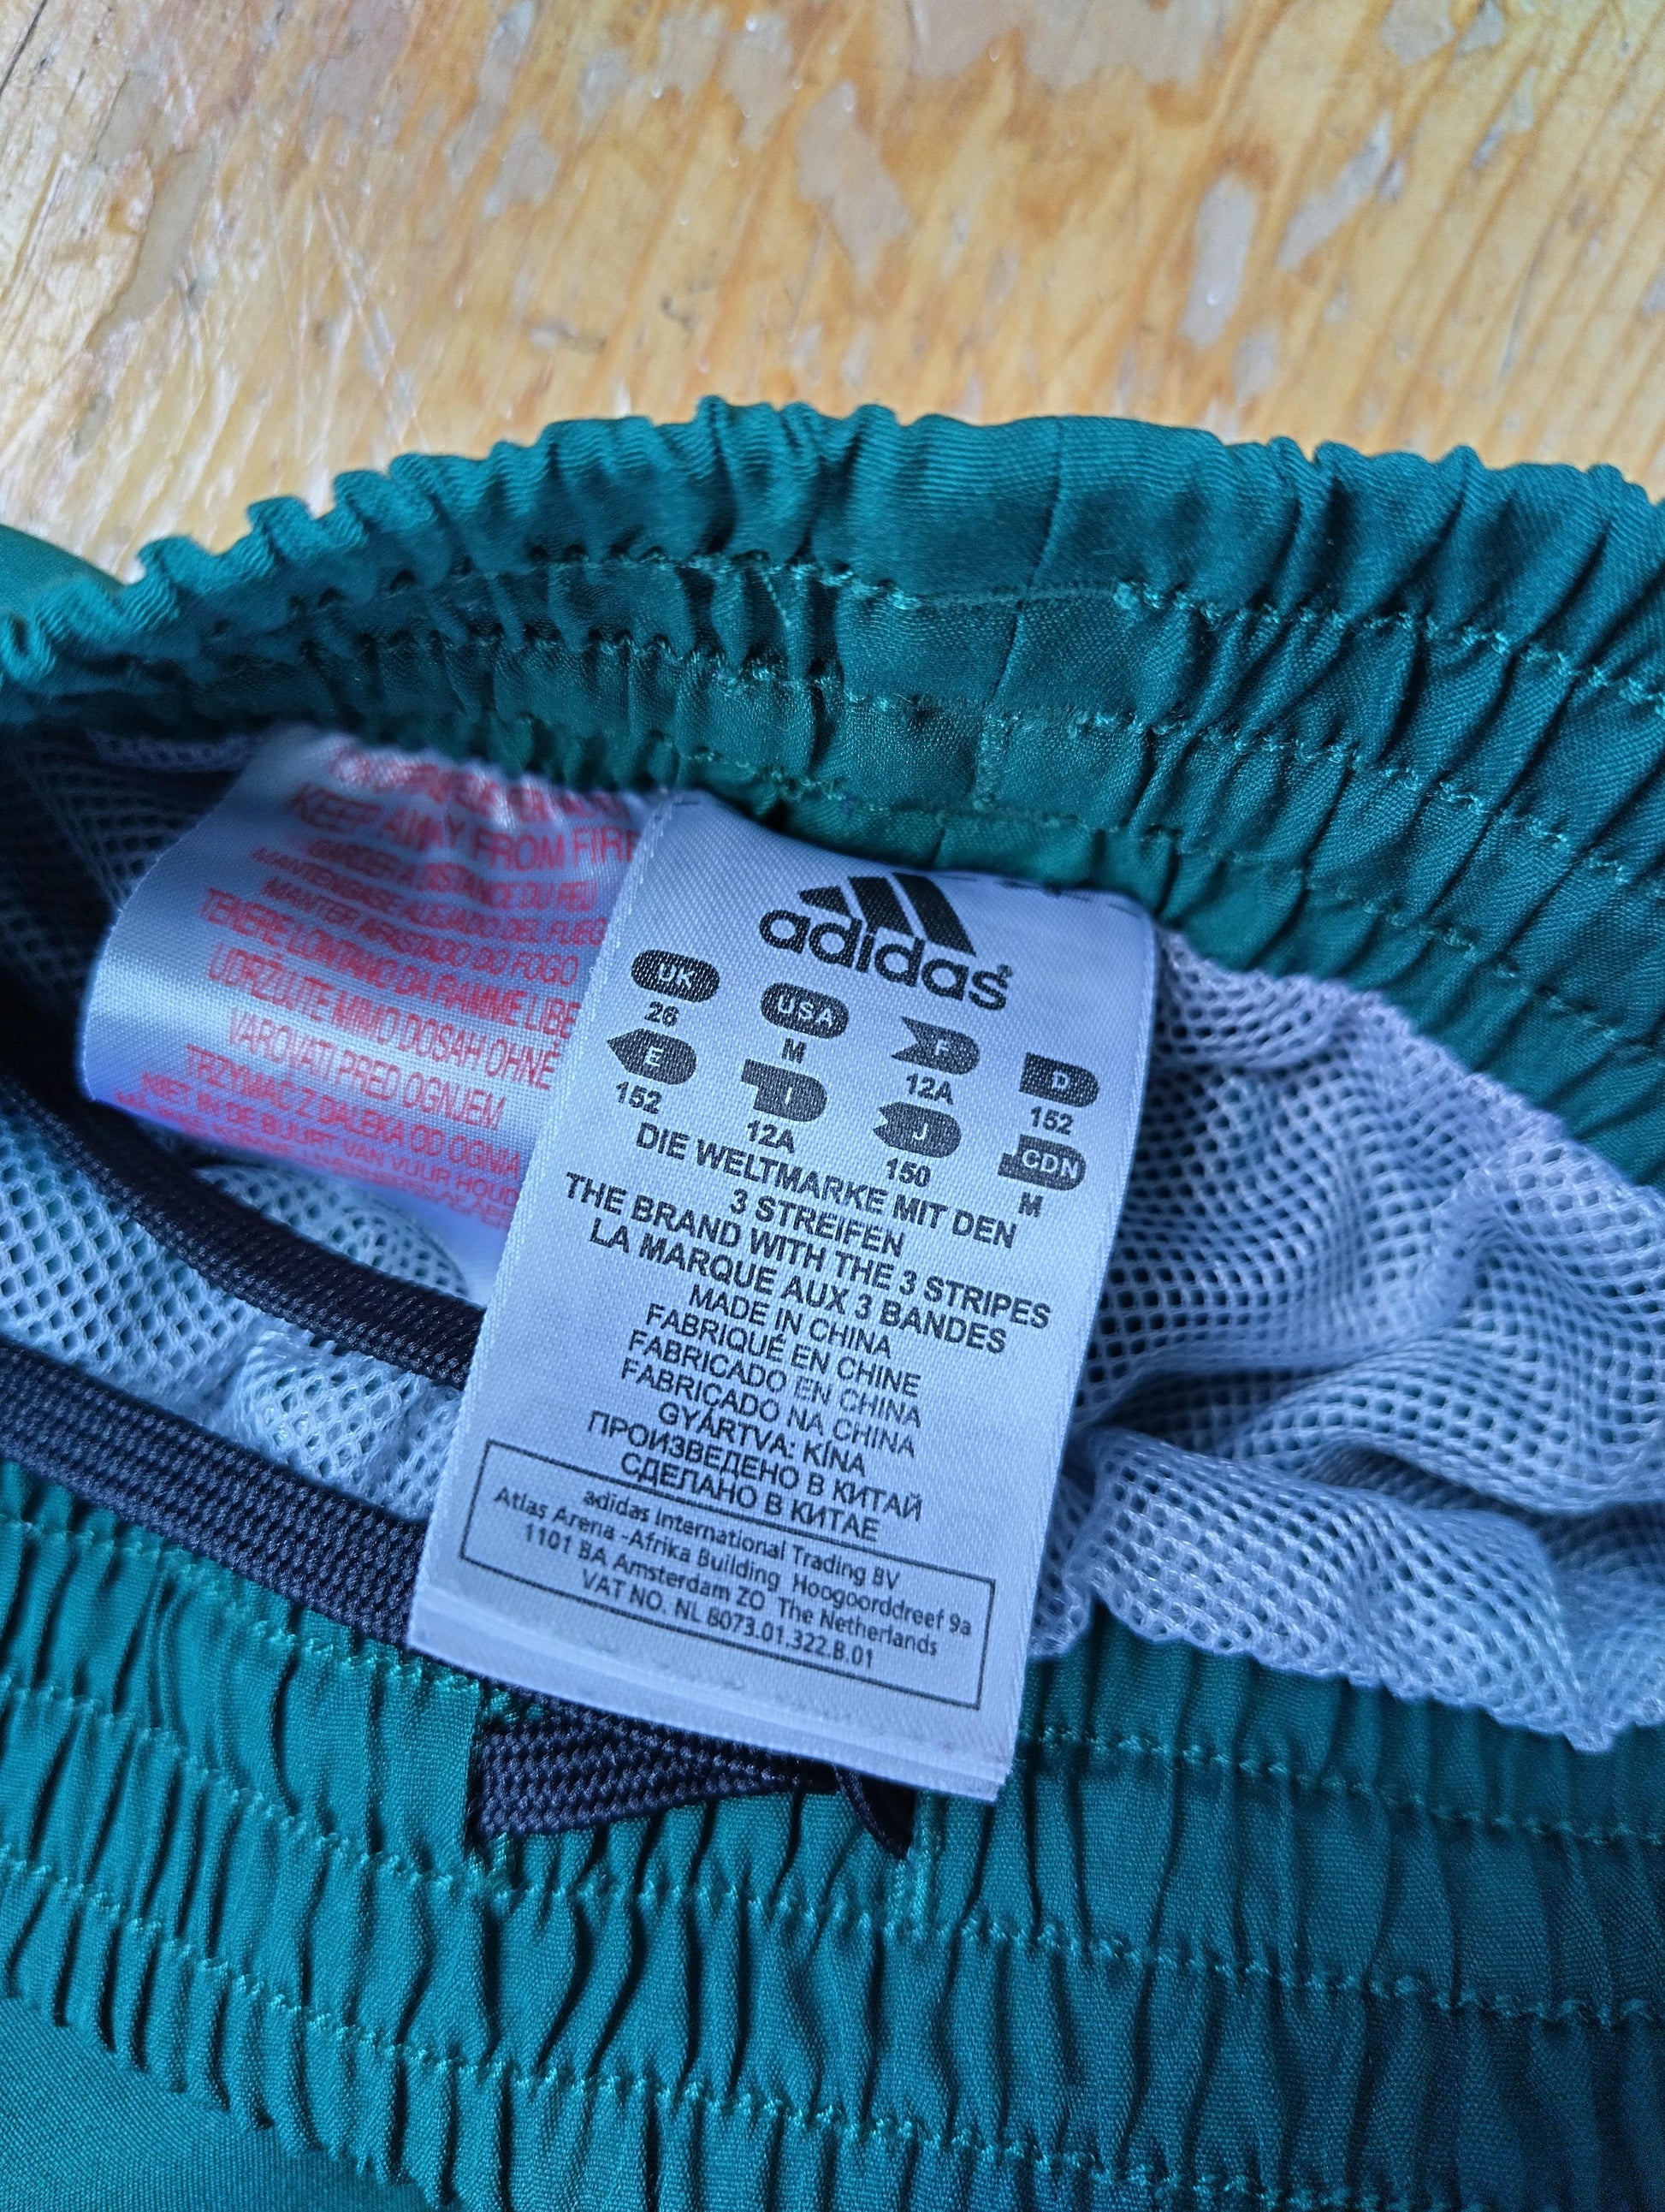 KEEP AWAY FROM FIRE
GARDER A DISTANCE DU FEU
MANTENGASE ALEJADO DEL FUEG
MANTER AFASTADO DO FOGO
TENERE LONTANO DA FIAMME LIBE
UDRŽUJTE MIMO DOSAH OHNĚ
VAROVATI PRED OGNJEM
TRZYMAĆ Z DALEKA OD OGNIA
NIET IN DE BUURT VAN VUUR HOUD
adidas®
UK USA F D
26 M 12A 152
E I J CDN
152 12A 150 M
DIE WELTMARKE MIT DEN
3 STREIFEN
THE BRAND WITH THE 3 STRIPES
LA MARQUE AUX 3 BANDES
MADE IN CHINA
FABRIQUÉ EN CHINE
FABRICADO EN CHINA
FABRICADO NA CHINA
GYÁRTVA: KÍNA
ПРОИЗВЕДЕНО В КИТАЙ
СДЕЛАНО В КИТАЕ
adidas International Trading BV
Atlas Arena -Afrika Building Hoogoorddreef 9a
1101 BA Amsterdam ZO The Netherlands
VAT NO. NL 8073.01.322.B.01